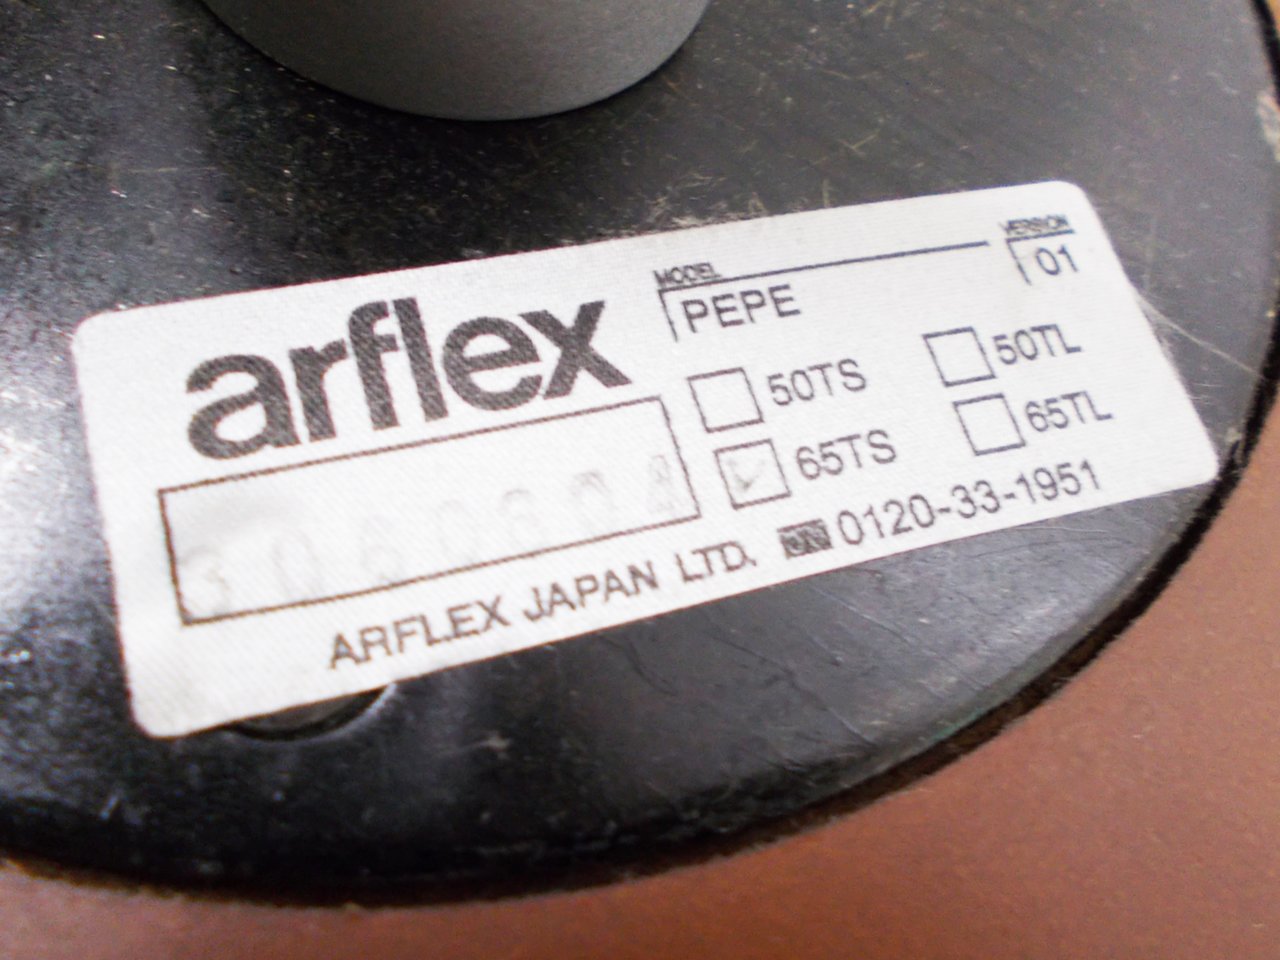 arflex
MODEL
PEPE
VERSION
01
50TS
50TL
65TS
65TL
ARFLEX JAPAN LTD. 0120-33-1951